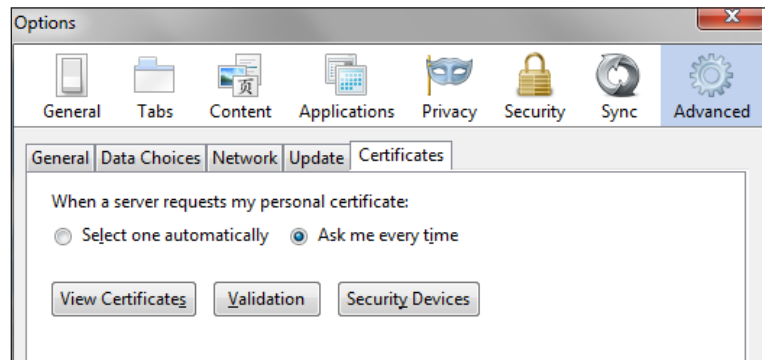 Options
x
页
General Tabs Content Applications Privacy Security Sync Advanced
General Data Choices Network Update Certificates
When a server requests my personal certificate:
Select one automatically Ask me every time
View Certificates Validation Security Devices